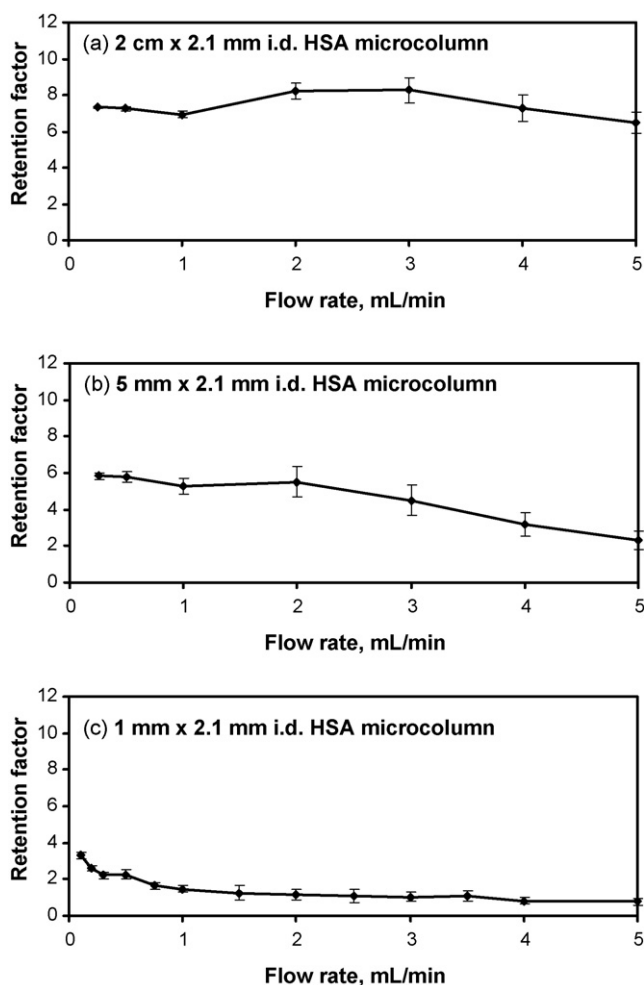 (a) 2 cm x 2.1 mm i.d. HSA microcolumn
Retention factor
12
10
8
6
4
2
0
0 1 2 3 4 5
Flow rate, mL/min
(b) 5 mm x 2.1 mm i.d. HSA microcolumn
Retention factor
12
10
8
6
4
2
0
0 1 2 3 4 5
Flow rate, mL/min
(c) 1 mm x 2.1 mm i.d. HSA microcolumn
Retention factor
12
10
8
6
4
2
0
0 1 2 3 4 5
Flow rate, mL/min